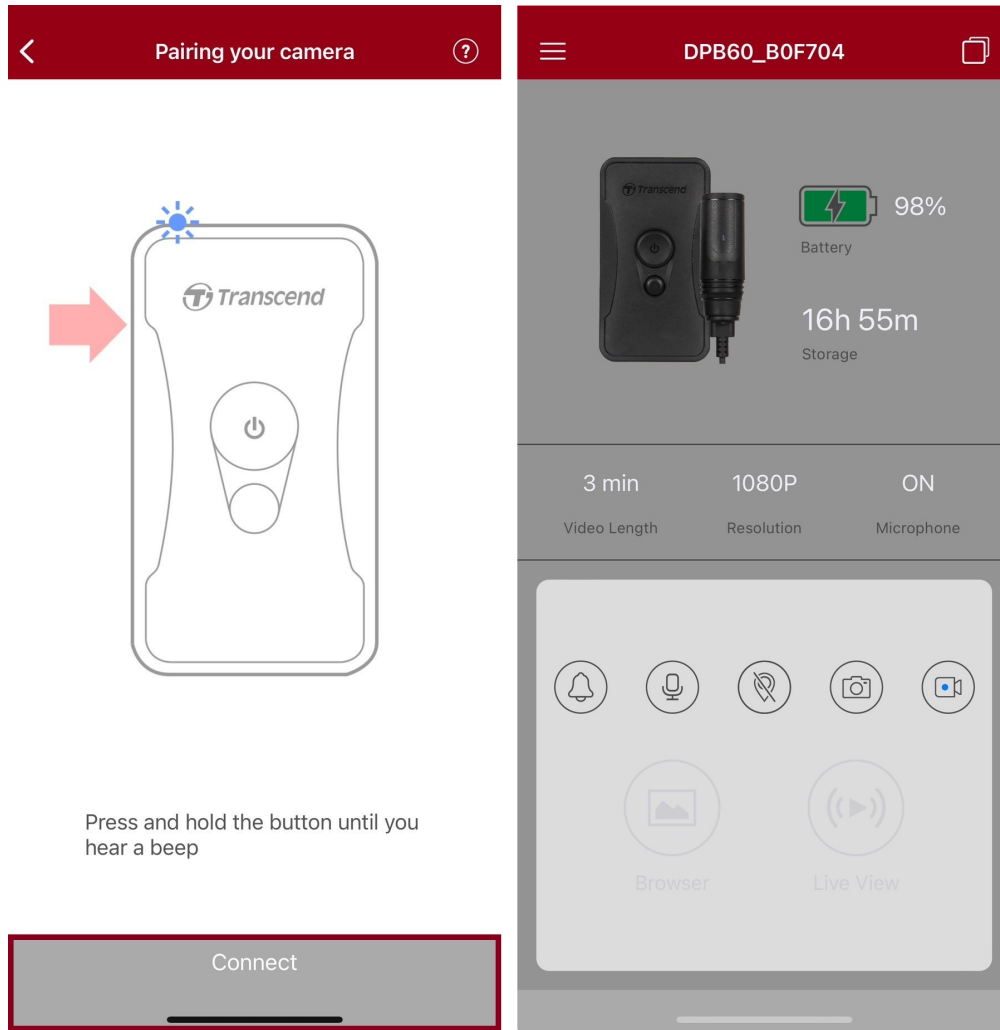 Pairing your camera
?
Transcend
Press and hold the button until you
hear a beep
Connect
DPB60_B0F704
Transcend
98%
Battery
16h 55m
Storage
3 min
1080P
ON
Video Length
Resolution
Microphone
Browser
Live View